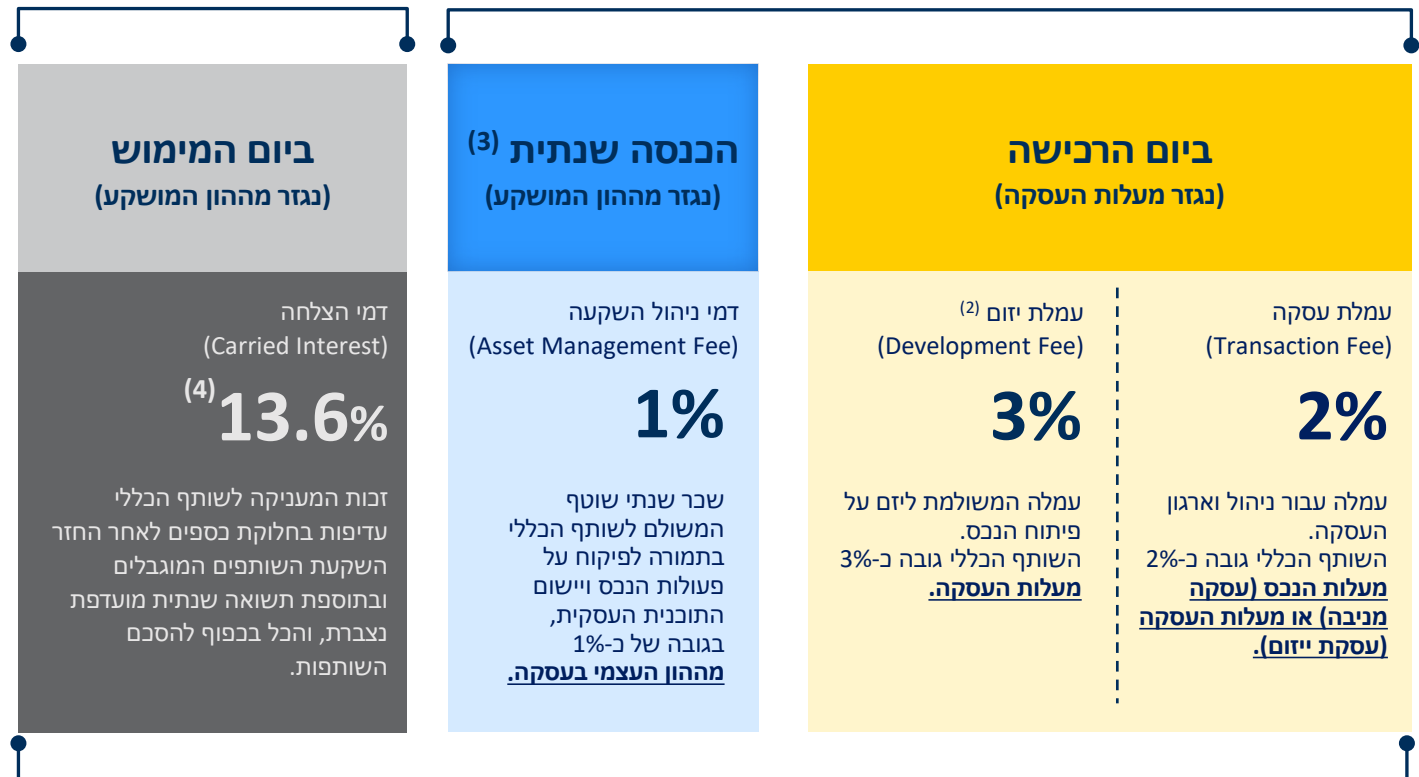 ביום הרכישה
(נגזר מעלות העסקה)
עמלת עסקה
(Transaction Fee)
2%
עמלה עבור ניהול וארגון
העסקה.
השותף הכללי גובה כ-2%
מעלות הנכס (עסקה
מניבה) או מעלות העסקה
(עסקת ייזום).
עמלת יזום (2)
(Development Fee)
3%
עמלה המשולמת ליזם על
פיתוח הנכס.
השותף הכללי גובה כ-3%
מעלות העסקה.
הכנסה שנתית (3)
(נגזר מההון המושקע)
דמי ניהול השקעה
(Asset Management Fee)
1%
שכר שנתי שוטף
המשולם לשותף הכללי
בתמורה לפיקוח על
פעולות הנכס ויישום
התוכנית העסקית,
בגובה של כ-1%
מההון העצמי בעסקה.
ביום המימוש
(נגזר מההון המושקע)
דמי הצלחה
(Carried Interest)
13.6% (4)
זכות המעניקה לשותף הכללי
עדיפות בחלוקת כספים לאחר החזר
השקעת השותפים המוגבלים
ובתוספת תשואה שנתית מועדפת
נצברת, והכל בכפוף להסכם
השותפות.